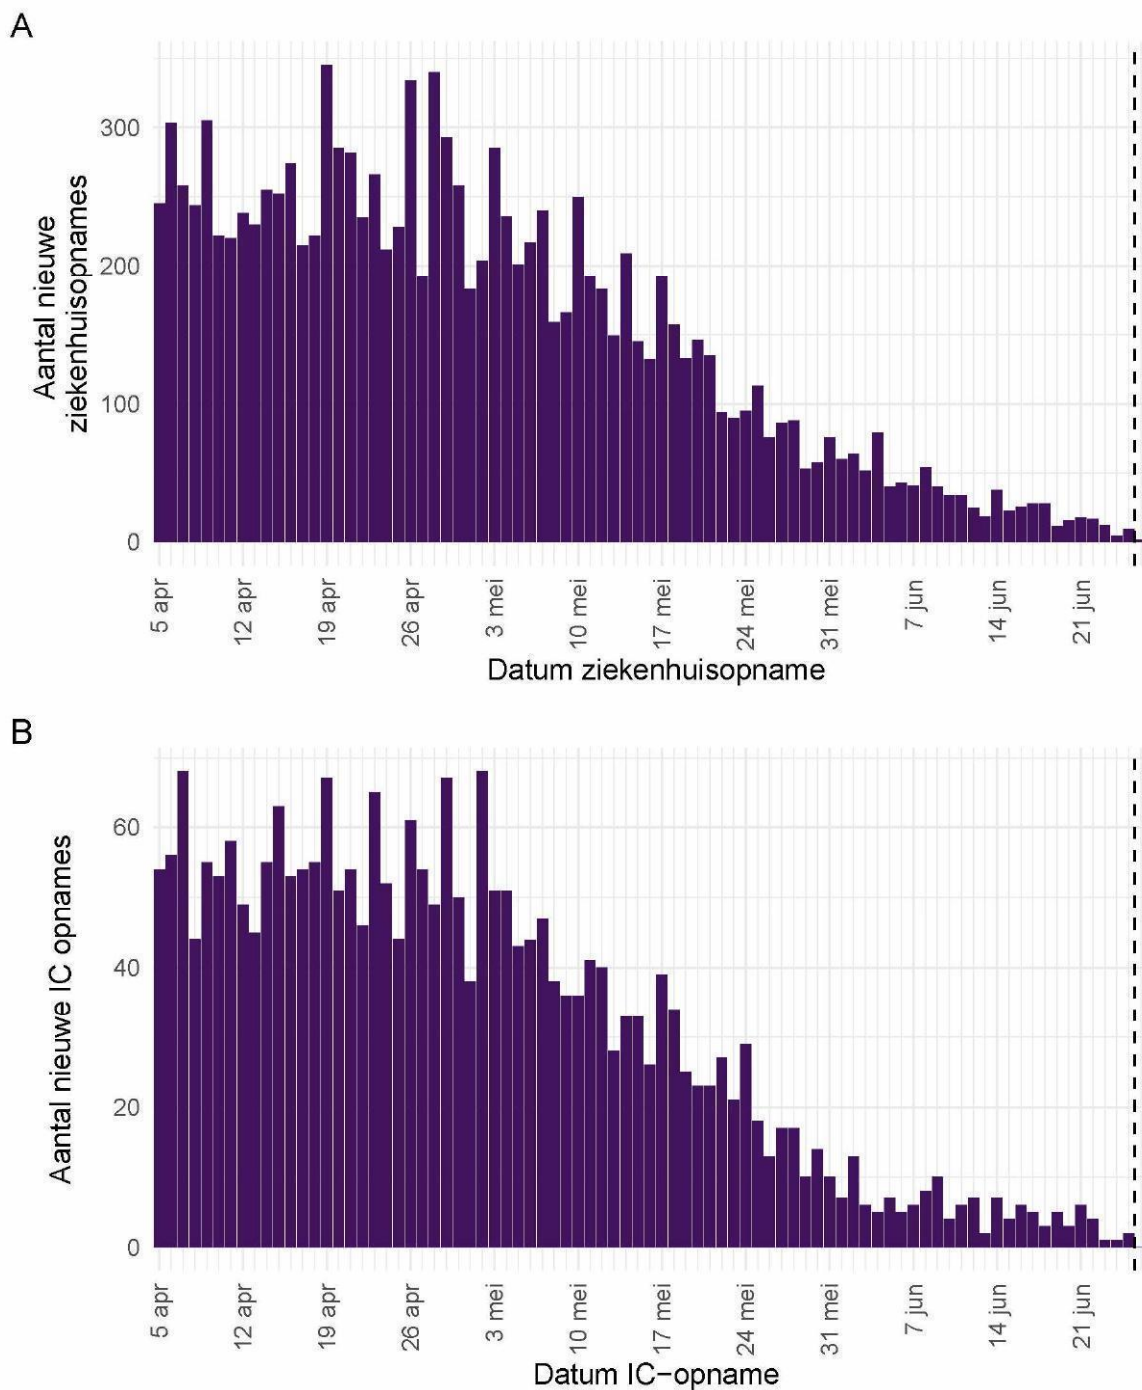 A
300
200
100
0
Aantal nieuwe
ziekenhuisopnames
5 apr
12 apr
19 apr
26 apr
3 mei
10 mei
17 mei
24 mei
31 mei
7 jun
14 jun
21 jun
Datum ziekenhuisopname
B
60
40
20
0
Aantal nieuwe IC opnames
5 apr
12 apr
19 apr
26 apr
3 mei
10 mei
17 mei
24 mei
31 mei
7 jun
14 jun
21 jun
Datum IC-opname